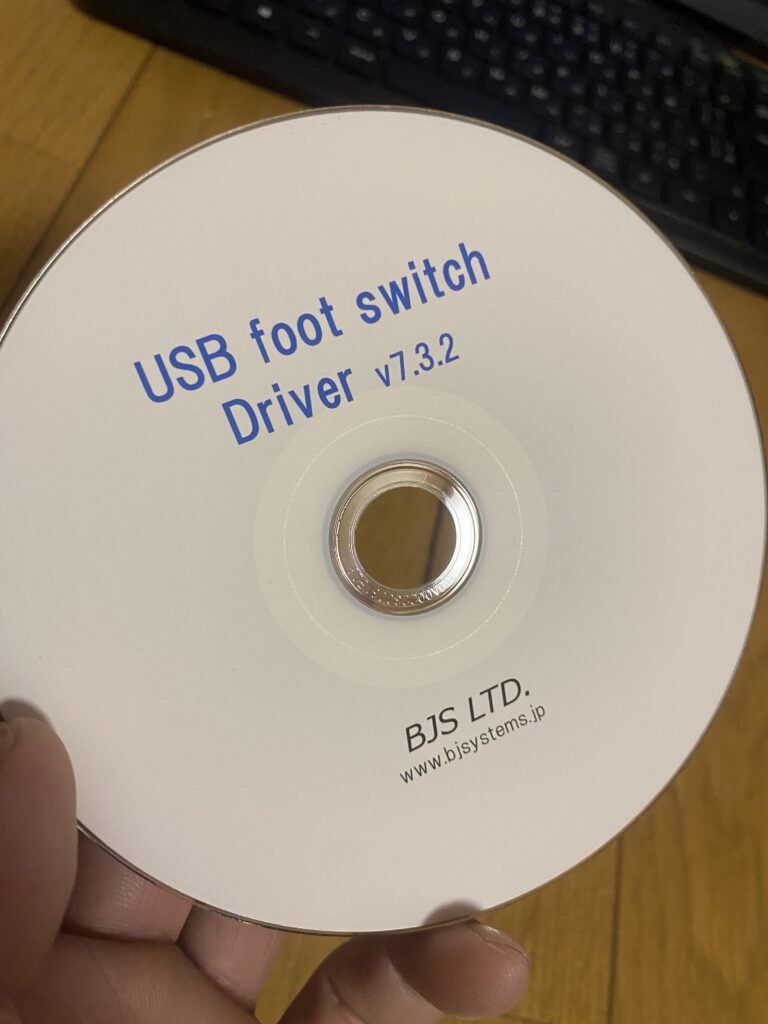 USB foot switch
Driver v7.3.2
BJS LTD.
www.bjsystems.jp